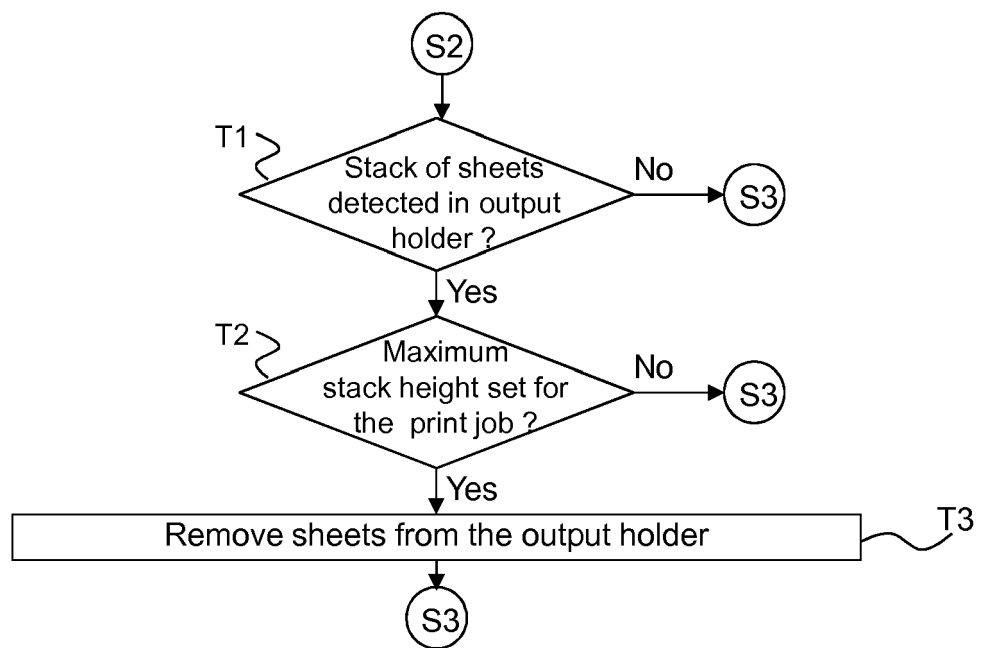 S2
T1
Stack of sheets
detected in output
holder ?
No
S3
Yes
T2
Maximum
stack height set for
the print job ?
No
S3
Yes
Remove sheets from the output holder
T3
S3